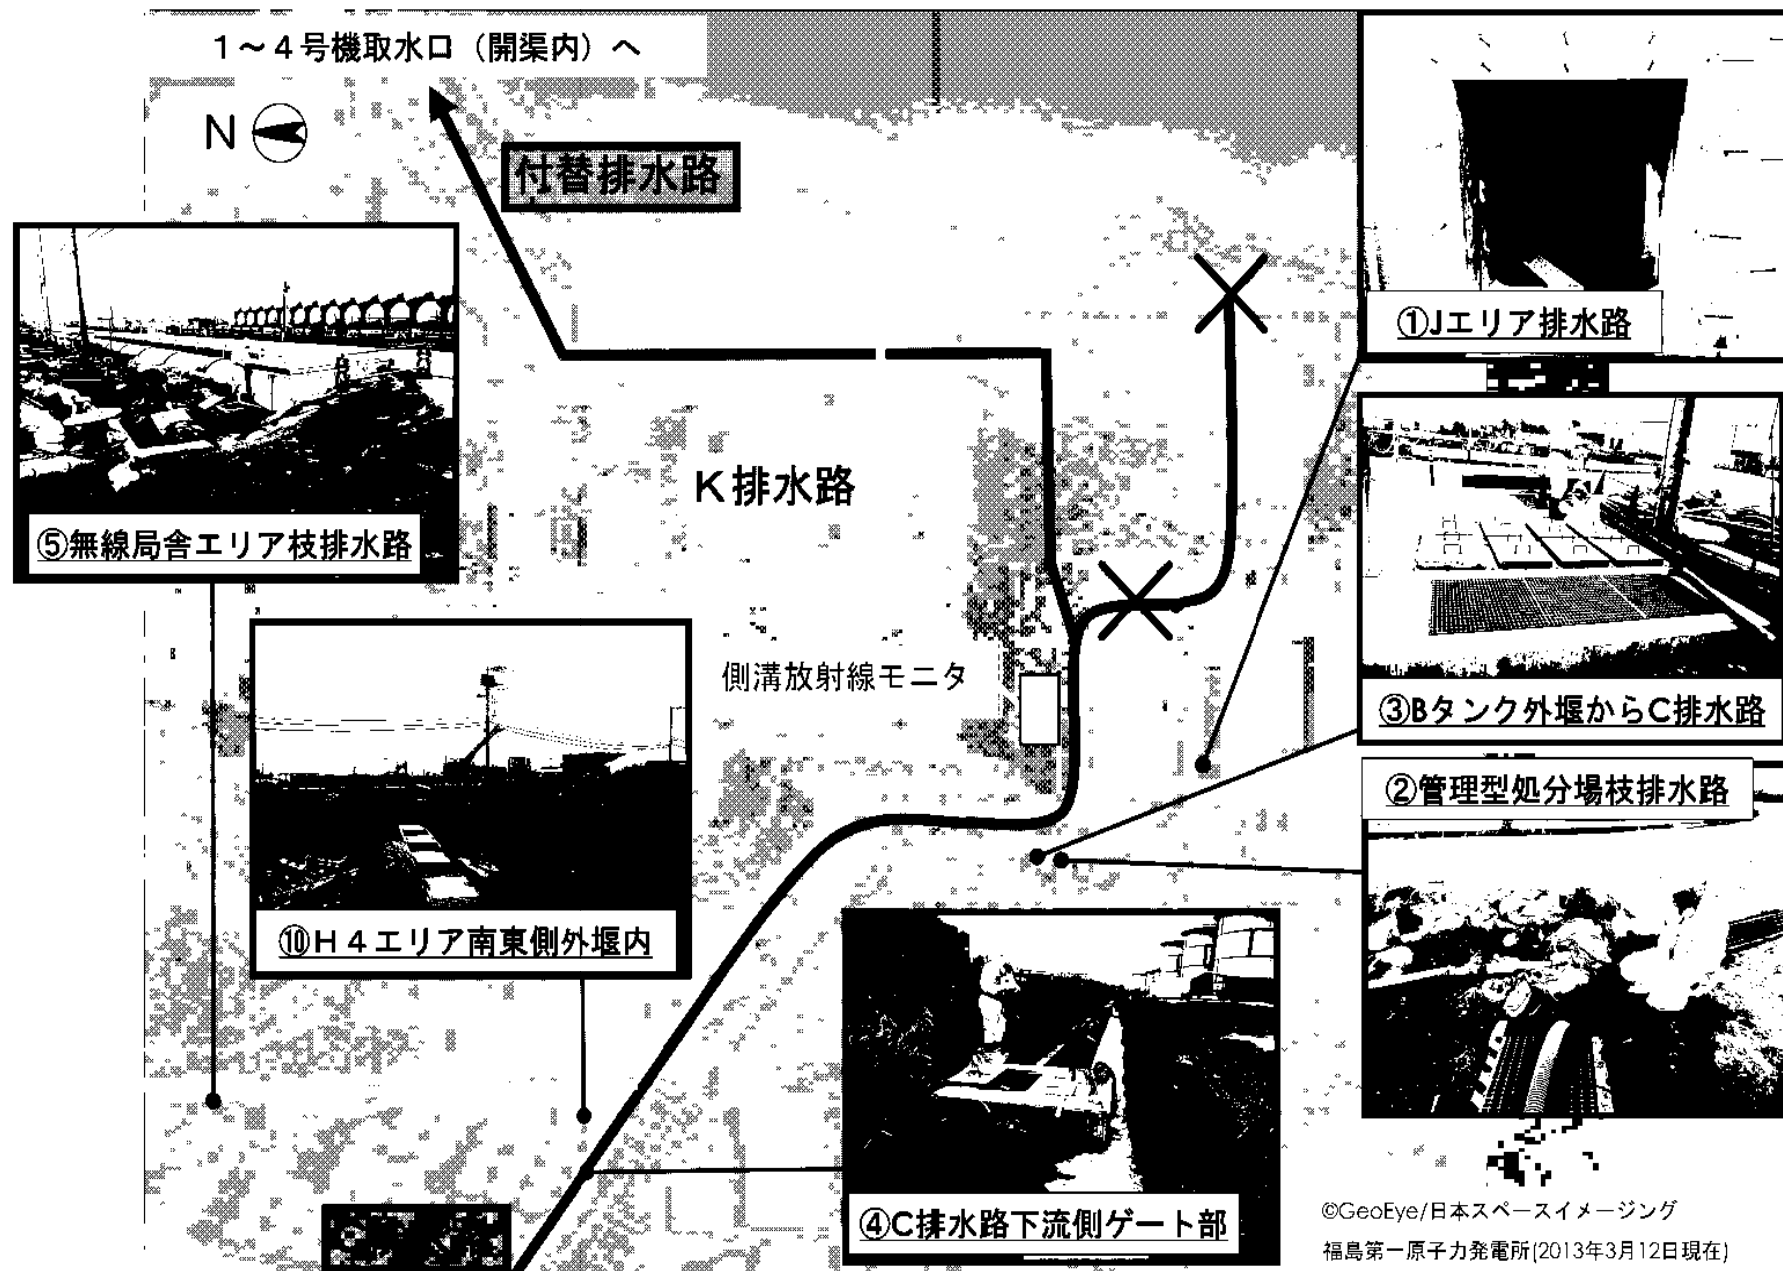 1～4号機取水口（開渠内）へ
N
付替排水路
①Jエリア排水路
K排水路
⑤無線局舎エリア枝排水路
側溝放射線モニタ
③Bタンク外堰からC排水路
②管理型処分場枝排水路
⑩H4エリア南東側外堰内
④C排水路下流側ゲート部
©GeoEye/日本スペースイメージング
福島第一原子力発電所(2013年3月12日現在)